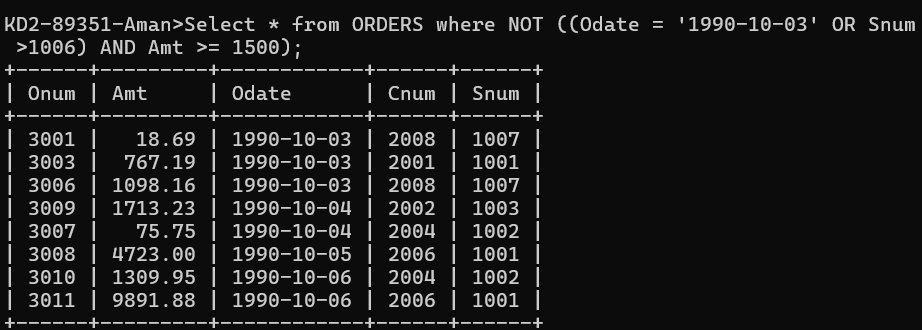 KD2-89351-Aman>Select * from ORDERS where NOT ((Odate = '1990-10-03' OR Snum
 >1006) AND Amt >= 1500);
+------+---------+------------+------+------+
| Onum | Amt     | Odate      | Cnum | Snum |
+------+---------+------------+------+------+
| 3001 |   18.69 | 1990-10-03 | 2008 | 1007 |
| 3003 |  767.19 | 1990-10-03 | 2001 | 1001 |
| 3006 | 1098.16 | 1990-10-03 | 2008 | 1007 |
| 3009 | 1713.23 | 1990-10-04 | 2002 | 1003 |
| 3007 |   75.75 | 1990-10-04 | 2004 | 1002 |
| 3008 | 4723.00 | 1990-10-05 | 2006 | 1001 |
| 3010 | 1309.95 | 1990-10-06 | 2004 | 1002 |
| 3011 | 9891.88 | 1990-10-06 | 2006 | 1001 |
+------+---------+------------+------+------+